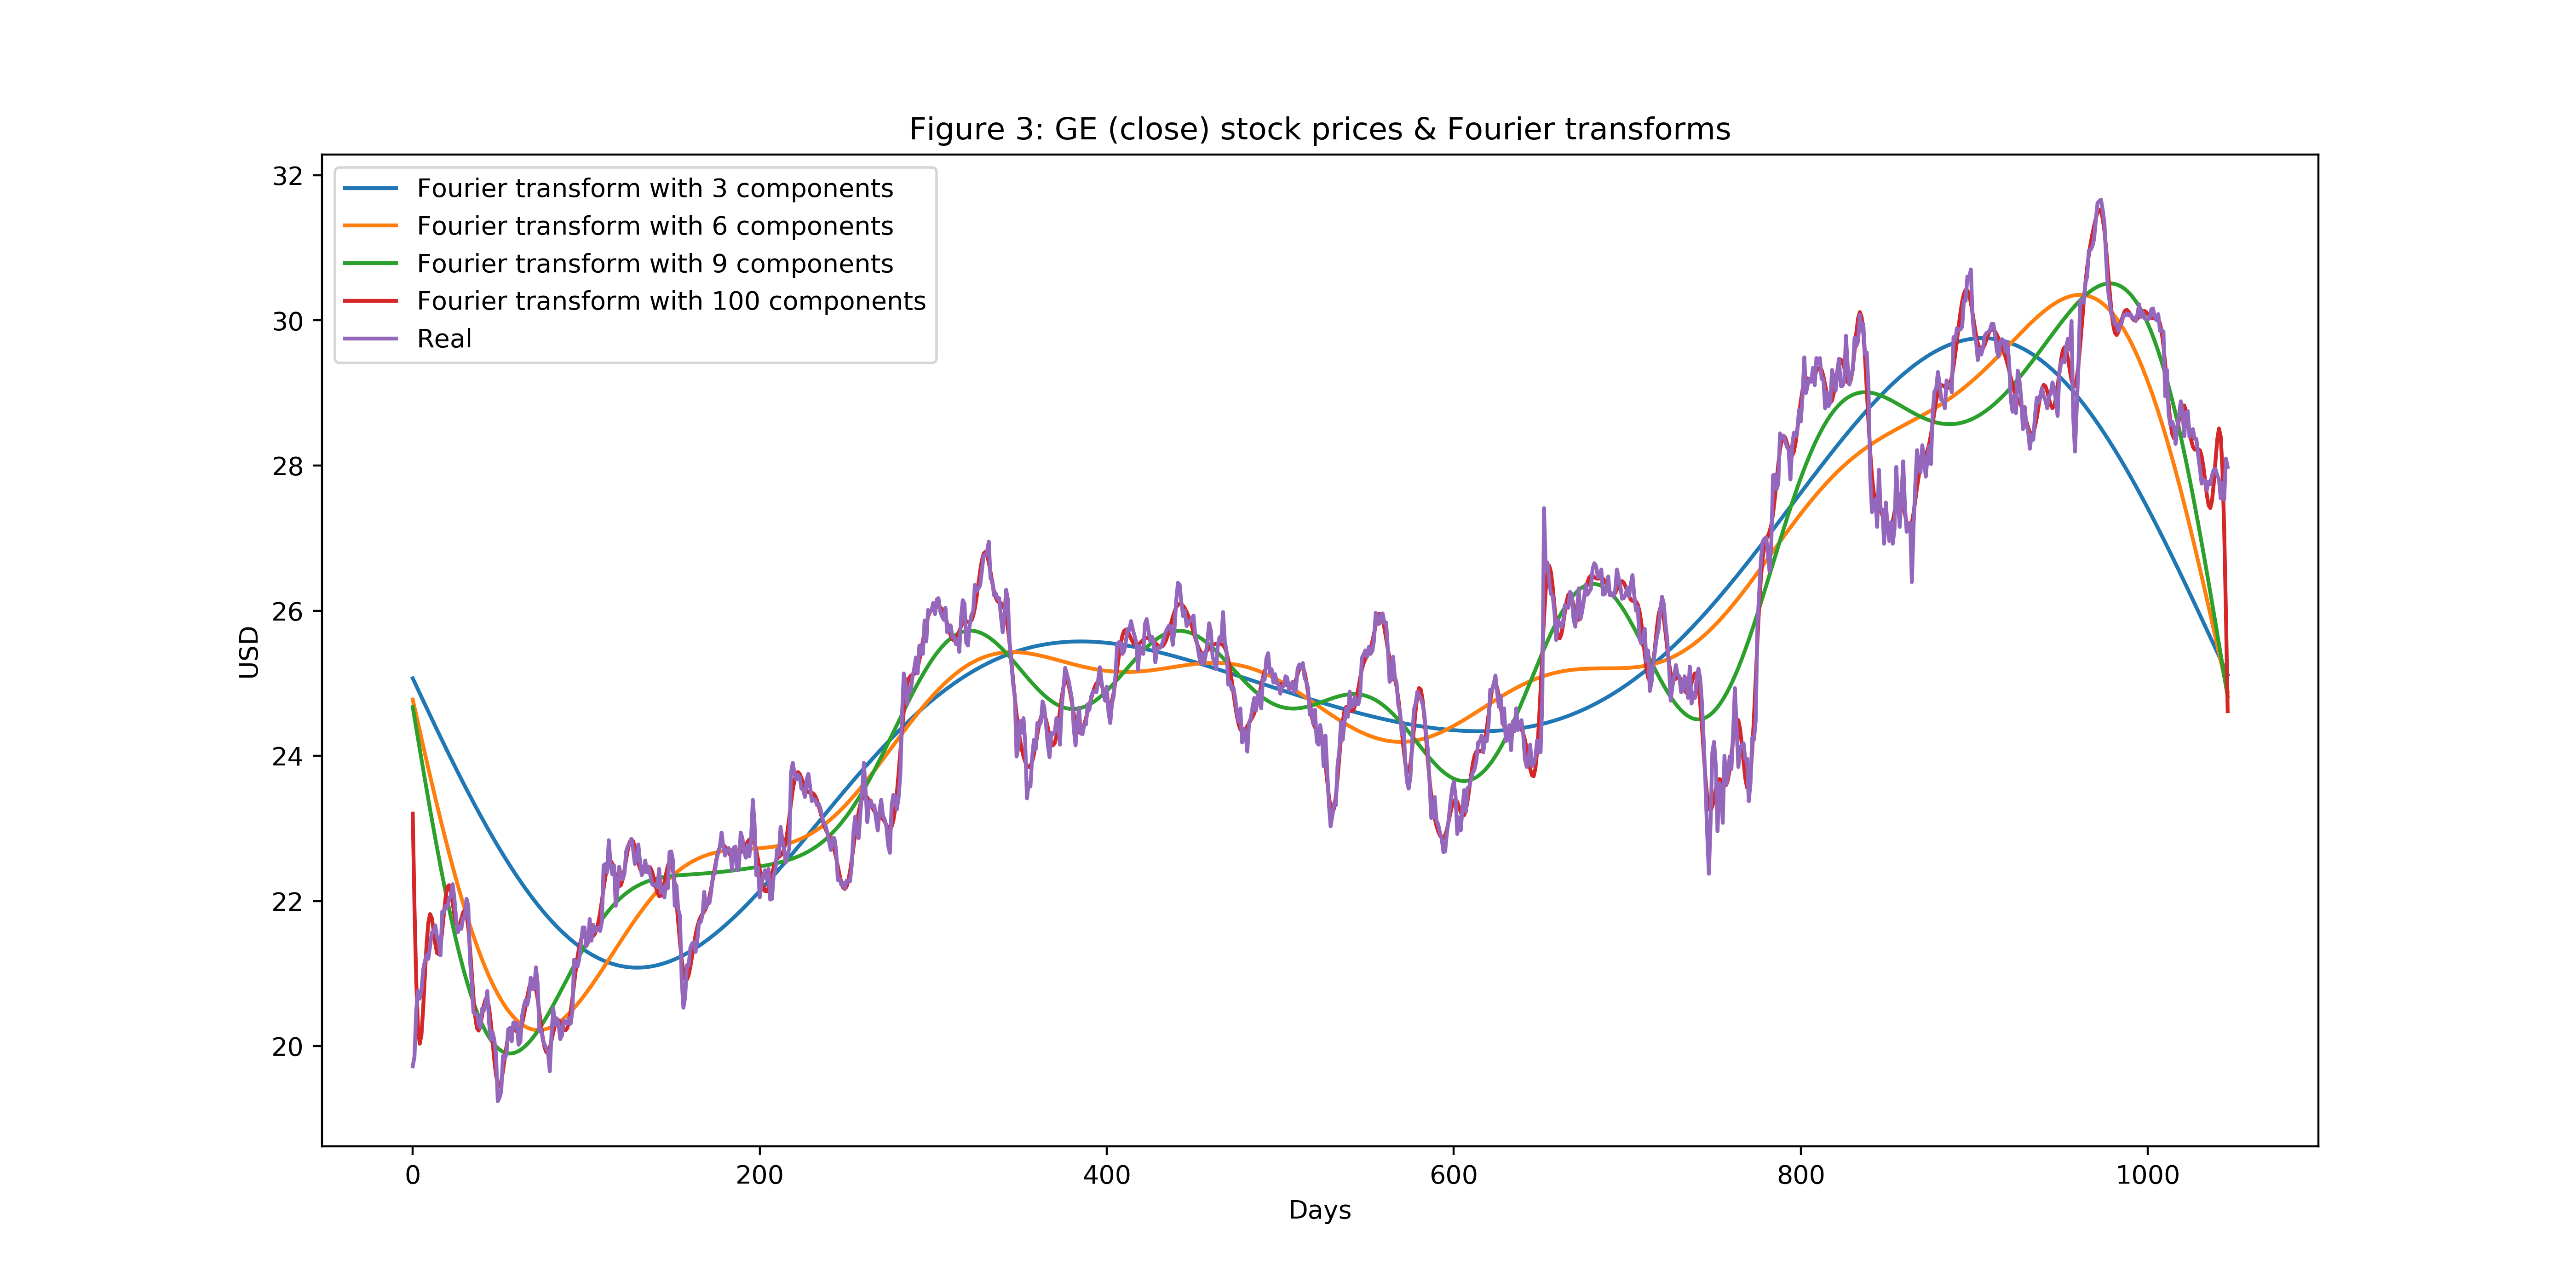 Figure 3: GE (close) stock prices & Fourier transforms
Fourier transform with 3 components
Fourier transform with 6 components
Fourier transform with 9 components
Fourier transform with 100 components
Real
32
30
28
26
24
22
20
USD
0 200 400 600 800 1000
Days